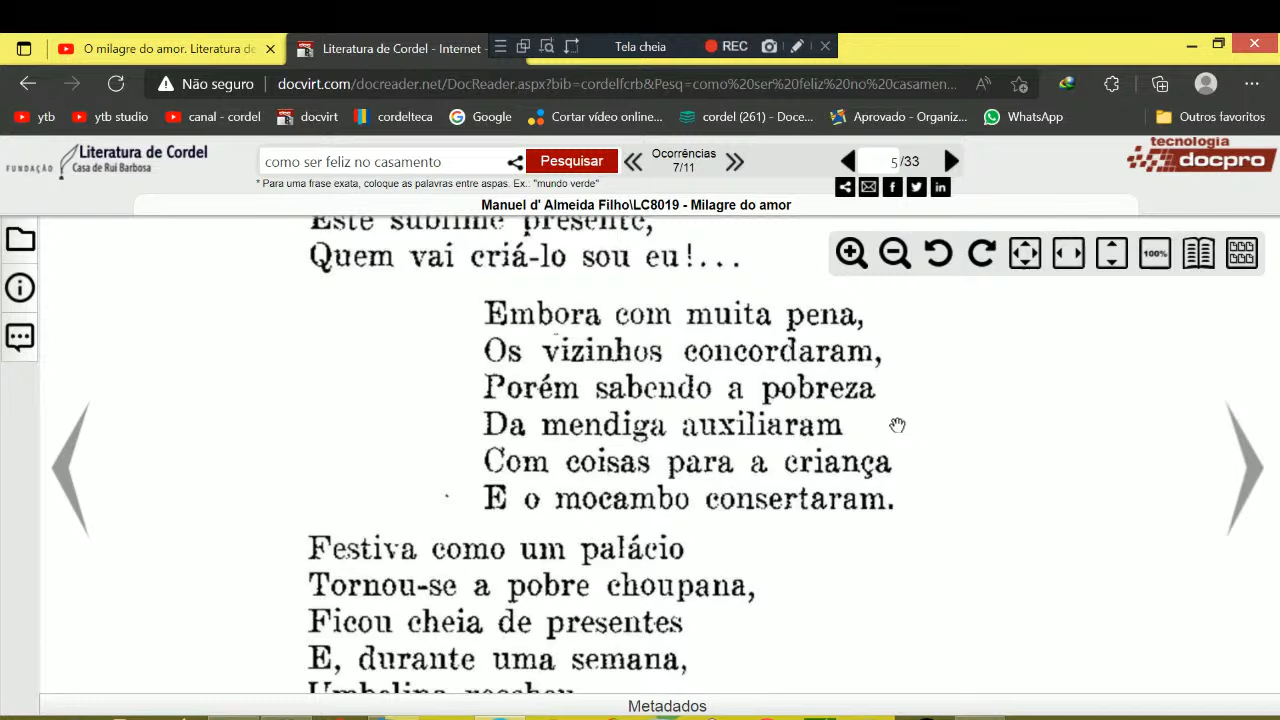 O milagre do amor. Literatura de
Literatura de Cordel - Internet -
Tela cheia
REC
Não seguro
docvirt.com/docreader.net/DocReader.aspx?bib=cordelfcrb&Pesq=como%20ser%20feliz%20no%20casamen...
ytb
ytb studio
canal - cordel
docvirt
cordelteca
Google
Cortar vídeo online...
cordel (261) - Doce...
Aprovado - Organiz...
WhatsApp
Outros favoritos
FUNDAÇÃO
Literatura de Cordel
Casa de Rui Barbosa
como ser feliz no casamento
Pesquisar
Ocorrências
7/11
5 /33
tecnologia
docpro
* Para uma frase exata, coloque as palavras entre aspas. Ex.: "mundo verde"
Manuel d' Almeida Filho\LC8019 - Milagre do amor
100%
Este sublime presente,
Quem vai criá-lo sou eu!...
Embora com muita pena,
Os vizinhos concordaram,
Porém sabendo a pobreza
Da mendiga auxiliaram
Com coisas para a criança
E o mocambo consertaram.
Festiva como um palácio
Tornou-se a pobre choupana,
Ficou cheia de presentes
E, durante uma semana,
Umbelina recebeu
Metadados